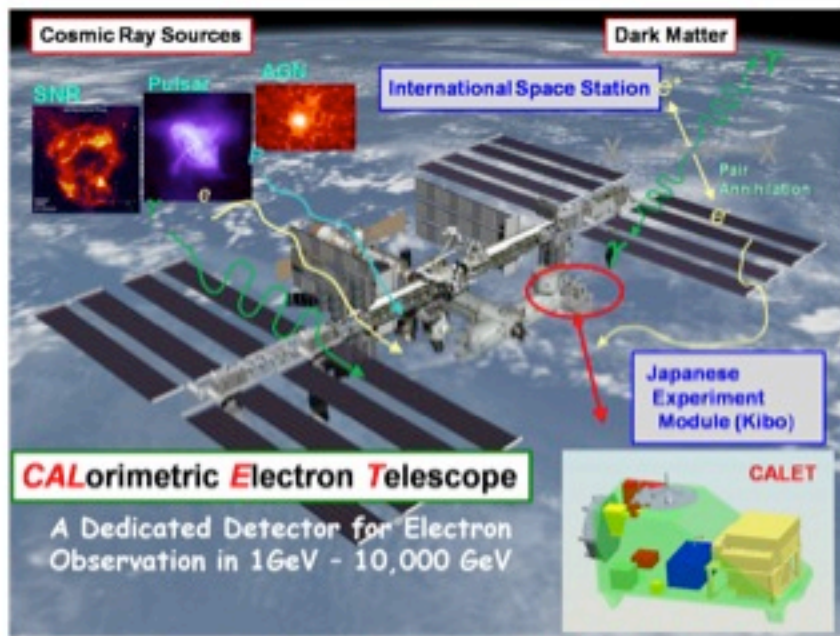 Cosmic Ray Sources
Dark Matter
SNR
Pulsar
AGN
International Space Station
e+
χ
χ
Pair
Annihilation
e-
P
e
γ
γ
Japanese
Experiment
Module (Kibo)
CALorimetric Electron Telescope
CALET
A Dedicated Detector for Electron
Observation in 1GeV - 10,000 GeV